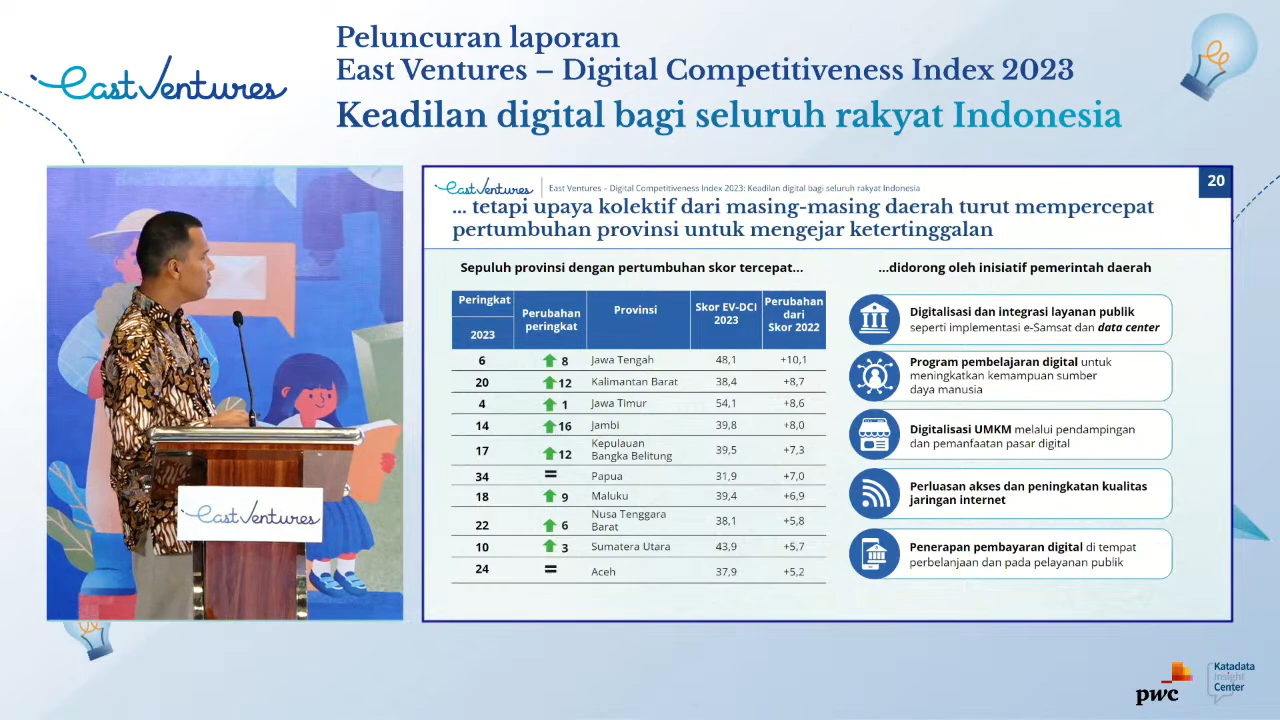 East Ventures
Peluncuran laporan
East Ventures – Digital Competitiveness Index 2023
Keadilan digital bagi seluruh rakyat Indonesia
East Ventures
East Ventures
East Ventures – Digital Competitiveness Index 2023: Keadilan digital bagi seluruh rakyat Indonesia
20
... tetapi upaya kolektif dari masing-masing daerah turut mempercepat
pertumbuhan provinsi untuk mengejar ketertinggalan
Sepuluh provinsi dengan pertumbuhan skor tercepat...
Peringkat
2023
Perubahan
peringkat
Provinsi
Skor EV-DCI
2023
Perubahan
dari
Skor 2022
6 8 Jawa Tengah 48,1 +10,1
20 12 Kalimantan Barat 38,4 +8,7
4 1 Jawa Timur 54,1 +8,6
14 16 Jambi 39,8 +8,0
17 12 Kepulauan
Bangka Belitung 39,5 +7,3
34 = Papua 31,9 +7,0
18 9 Maluku 39,4 +6,9
22 6 Nusa Tenggara
Barat 38,1 +5,8
10 3 Sumatera Utara 43,9 +5,7
24 = Aceh 37,9 +5,2
...didorong oleh inisiatif pemerintah daerah
Digitalisasi dan integrasi layanan publik
seperti implementasi e-Samsat dan data center
Program pembelajaran digital untuk
meningkatkan kemampuan sumber
daya manusia
Digitalisasi UMKM melalui pendampingan
dan pemanfaatan pasar digital
Perluasan akses dan peningkatan kualitas
jaringan internet
Penerapan pembayaran digital di tempat
perbelanjaan dan pada pelayanan publik
pwc
Katadata
Insight
Center